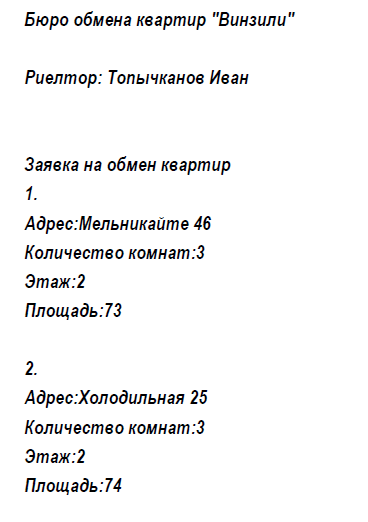 Бюро обмена квартир "Винзили"
Риелтор: Топычканов Иван
Заявка на обмен квартир
1.
Адрес:Мельникайте 46
Количество комнат:3
Этаж:2
Площадь:73
2.
Адрес:Холодильная 25
Количество комнат:3
Этаж:2
Площадь:74